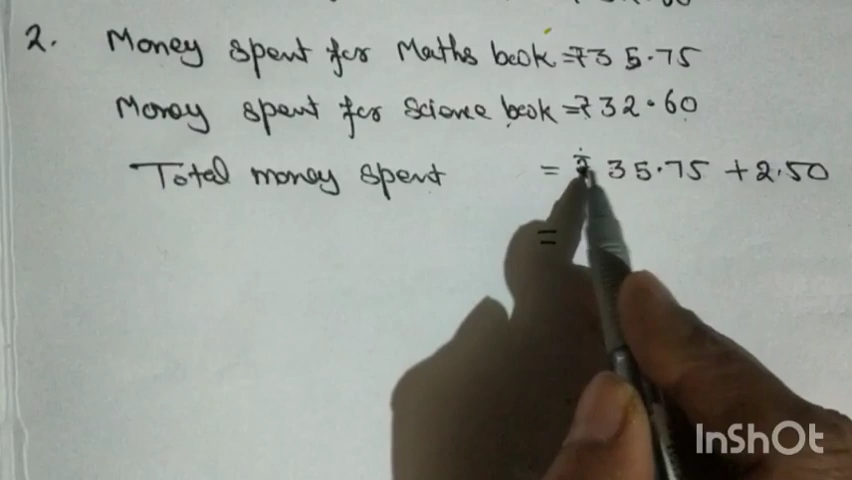 2. Money spent for Maths book = ₹35.75
Money spent for Science book = ₹32.60
Total money spent = ₹ 35.75 + 2.50
=
InShOt